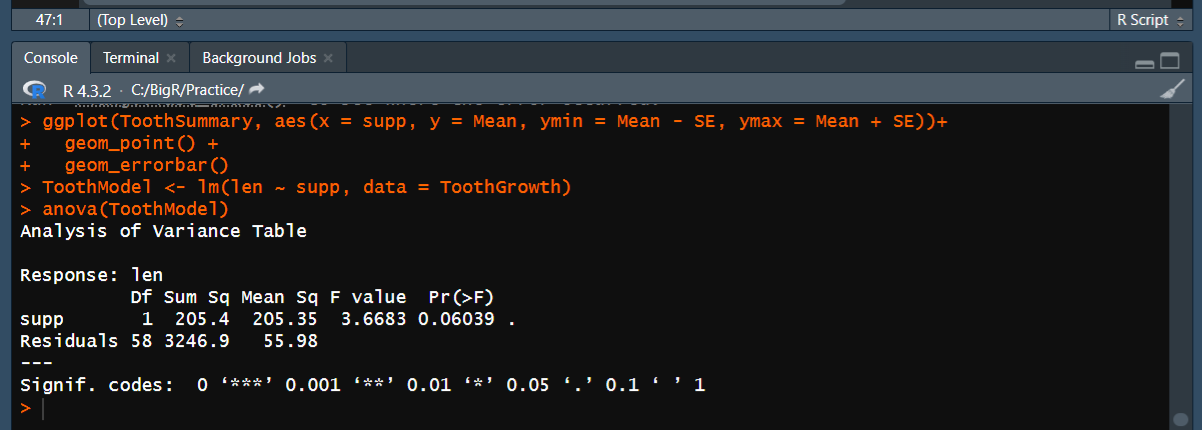 47:1 (Top Level) R Script
Console Terminal Background Jobs
R 4.3.2 · C:/BigR/Practice/
> ggplot(ToothSummary, aes(x = supp, y = Mean, ymin = Mean - SE, ymax = Mean + SE))+
+   geom_point() +
+   geom_errorbar()
> ToothModel <- lm(len ~ supp, data = ToothGrowth)
> anova(ToothModel)
Analysis of Variance Table
Response: len
          Df Sum Sq Mean Sq F value  Pr(>F)
supp       1  205.4  205.35  3.6683 0.06039 .
Residuals 58 3246.9   55.98
---
Signif. codes:  0 ‘***’ 0.001 ‘**’ 0.01 ‘*’ 0.05 ‘.’ 0.1 ‘ ’ 1
>